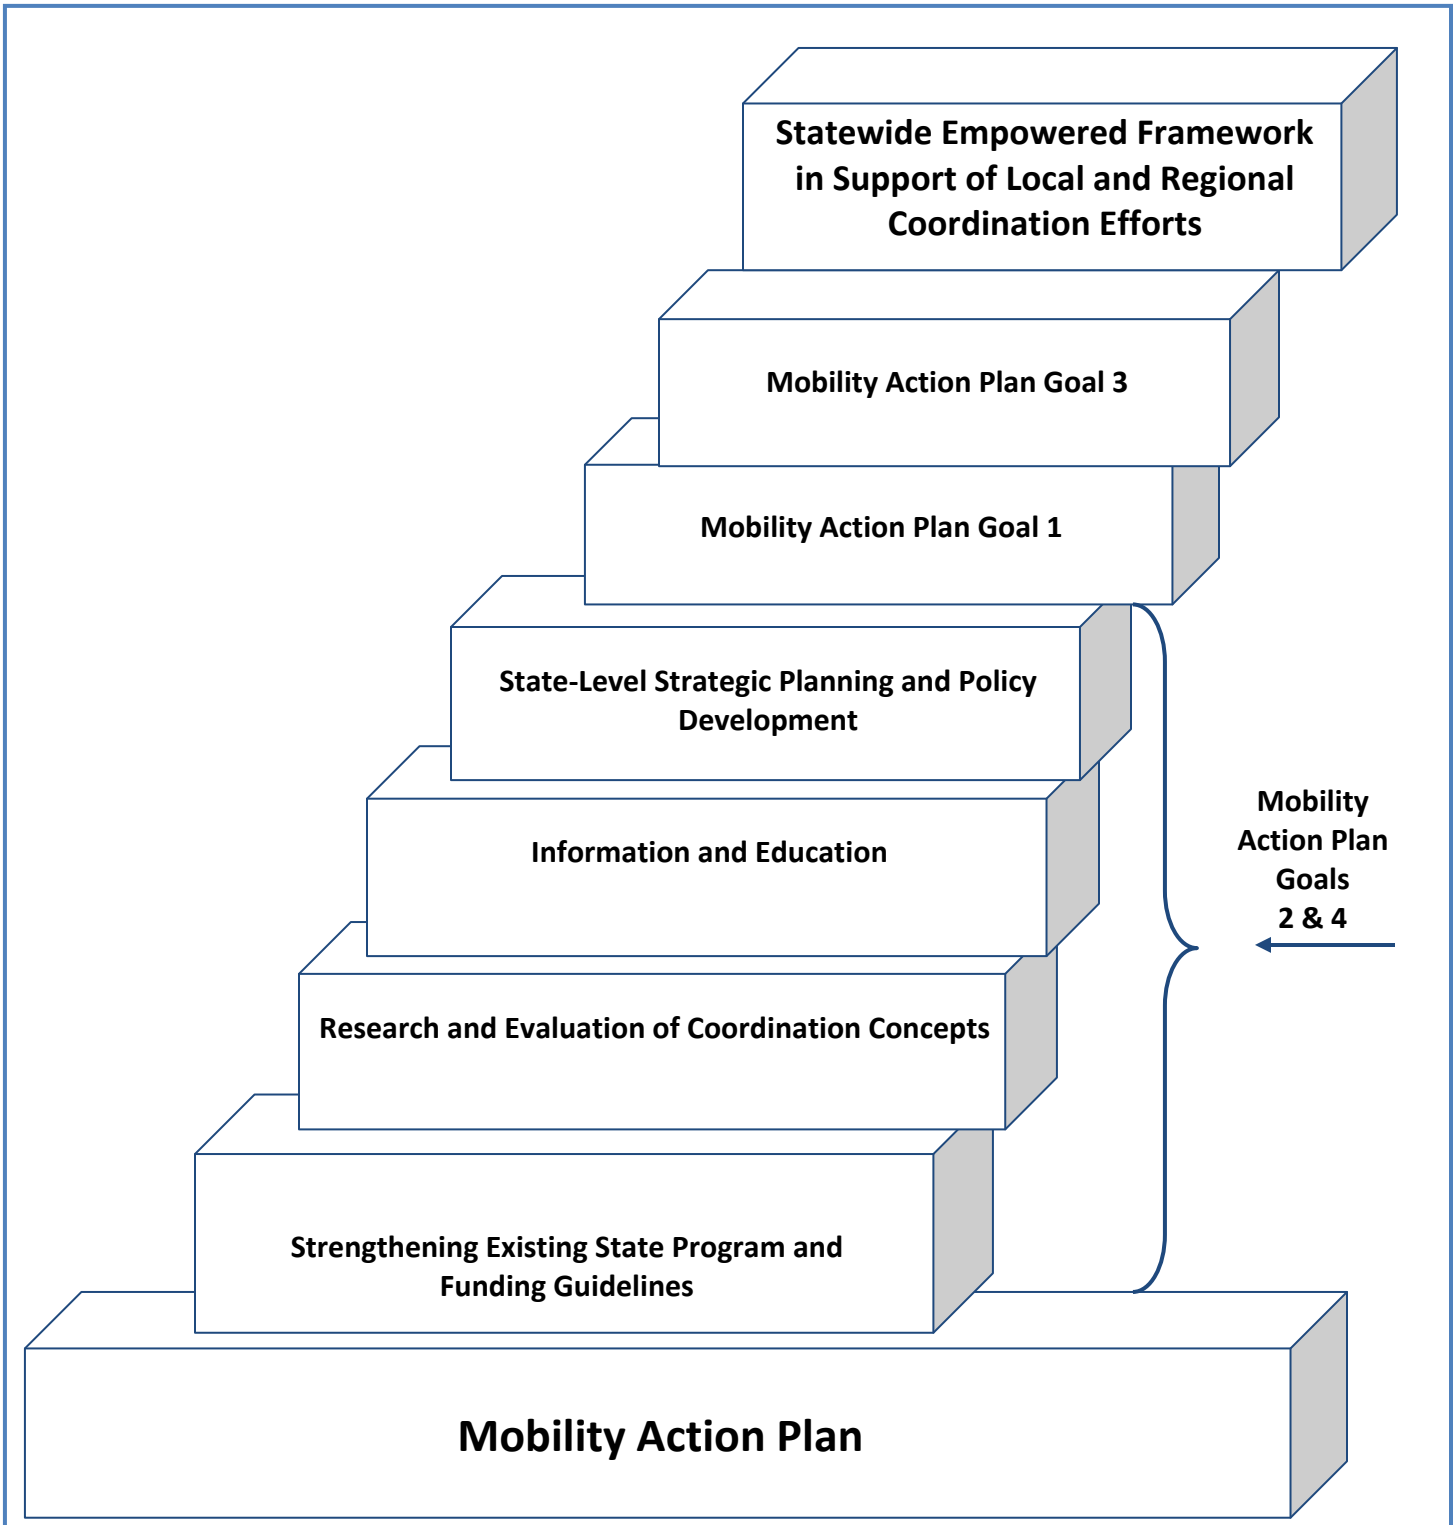 Statewide Empowered Framework
in Support of Local and Regional
Coordination Efforts
Mobility Action Plan Goal 3
Mobility Action Plan Goal 1
State-Level Strategic Planning and Policy
Development
Information and Education
Mobility
Action Plan
Goals
2 & 4
Research and Evaluation of Coordination Concepts
Strengthening Existing State Program and
Funding Guidelines
Mobility Action Plan